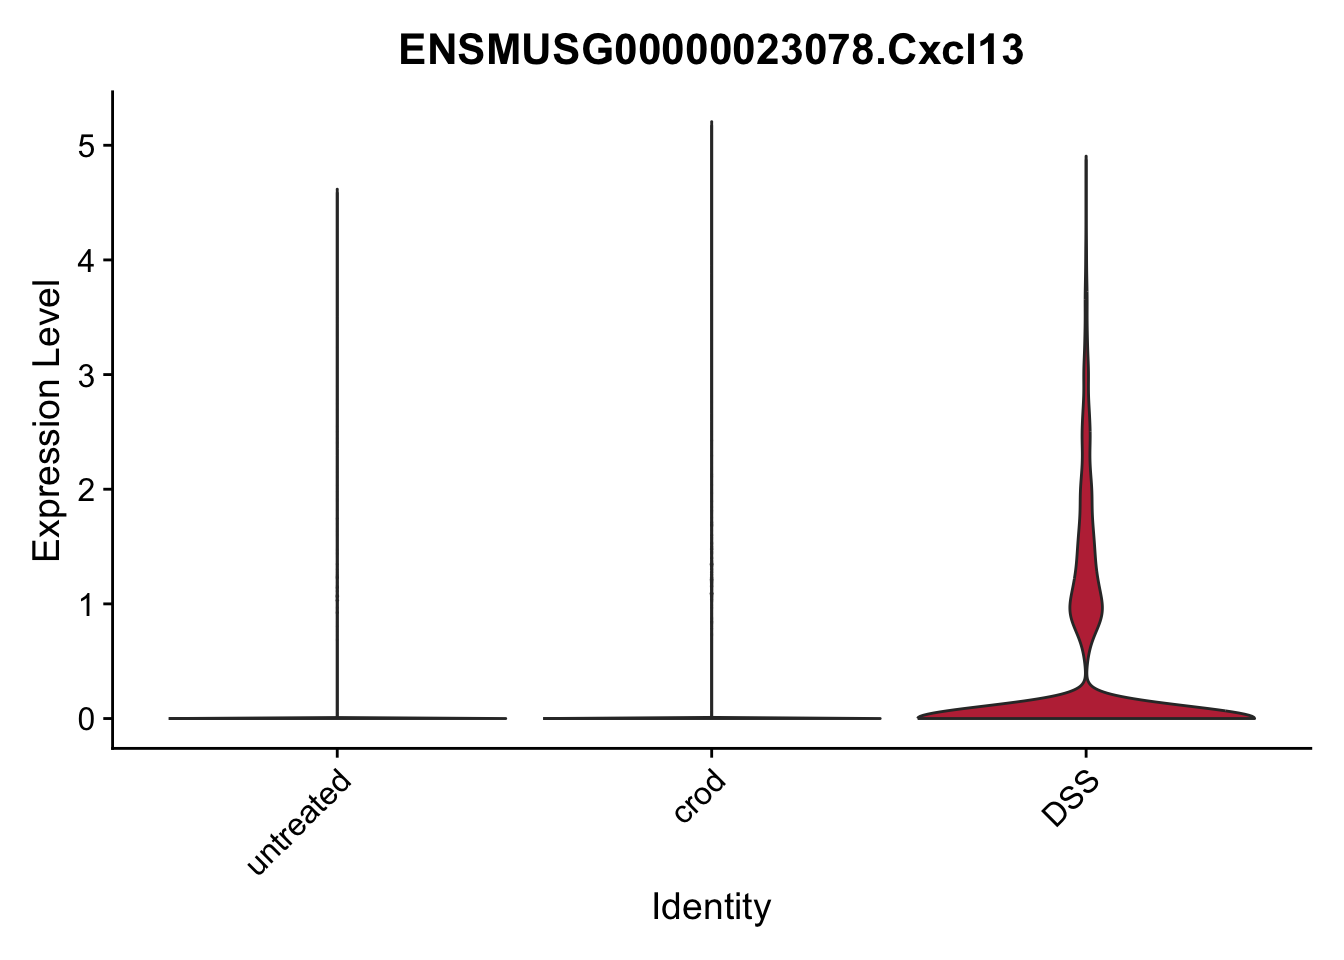 ENSMUSG00000023078.Cxcl13
Expression Level
5
4
3
2
1
0
untreated
crod
DSS
Identity